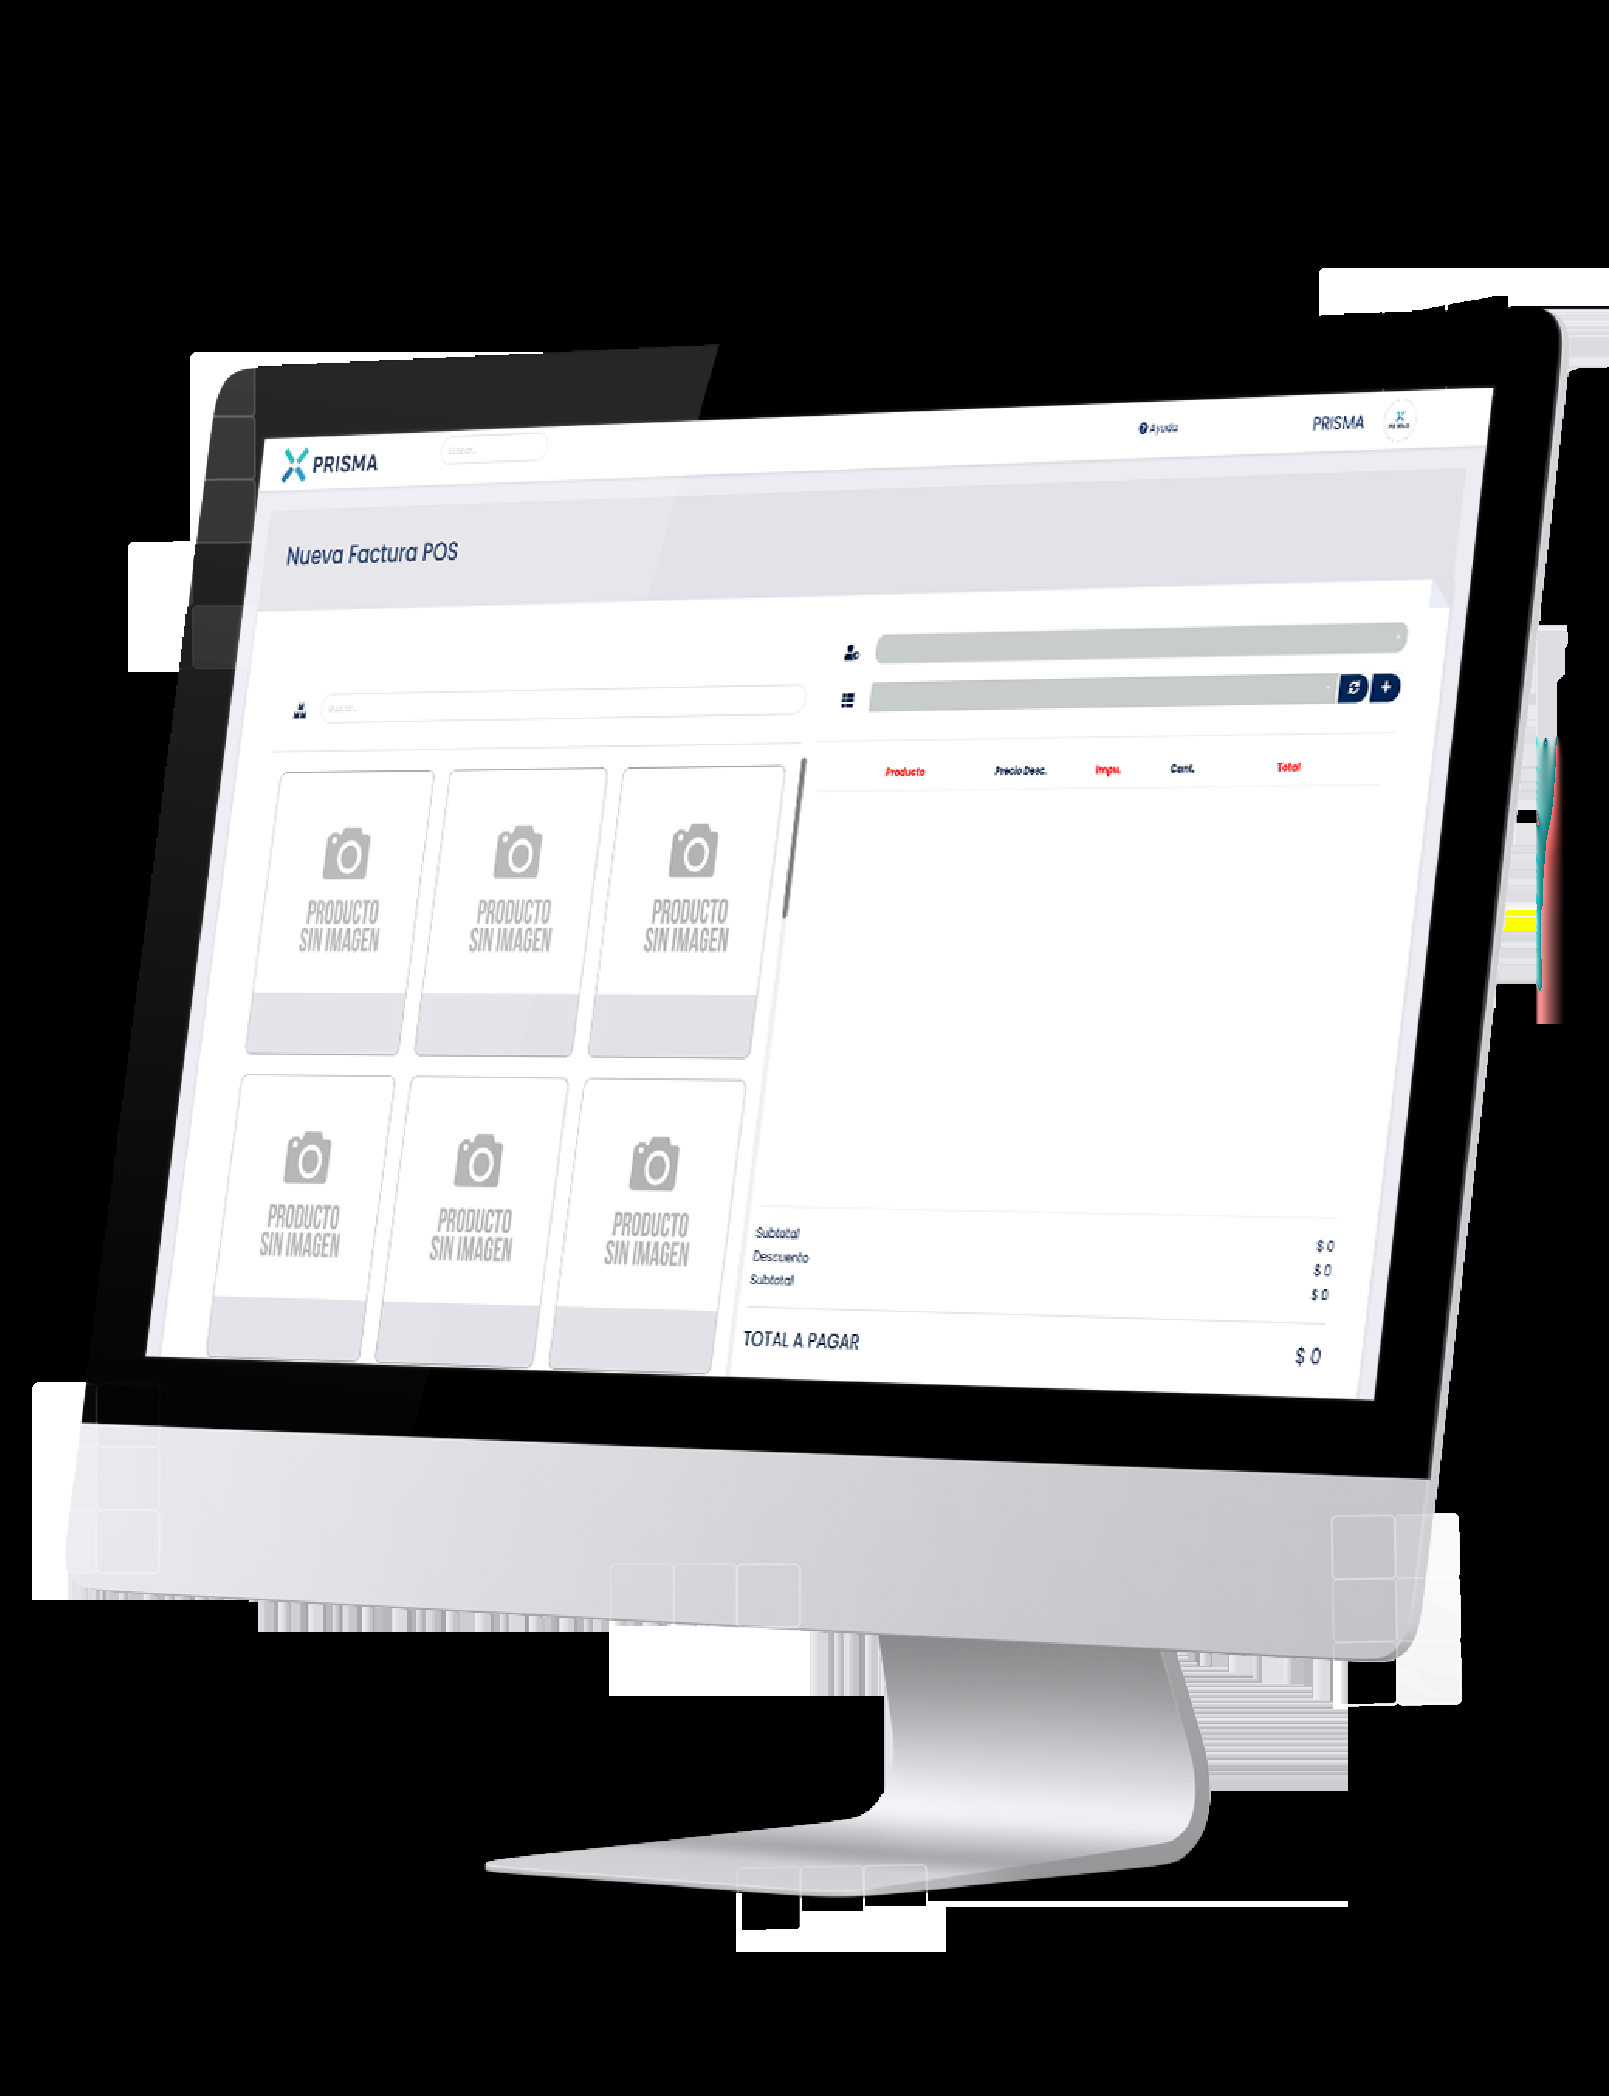 PRISMA
Buscar...
Ayuda
PRISMA
Nueva Factura POS
Buscar...
Producto
Precio Desc.
Impu.
Cant.
Total
PRODUCTO
SIN IMAGEN
PRODUCTO
SIN IMAGEN
PRODUCTO
SIN IMAGEN
PRODUCTO
SIN IMAGEN
PRODUCTO
SIN IMAGEN
PRODUCTO
SIN IMAGEN
Subtotal $ 0
Descuento $ 0
Subtotal $ 0
TOTAL A PAGAR $ 0